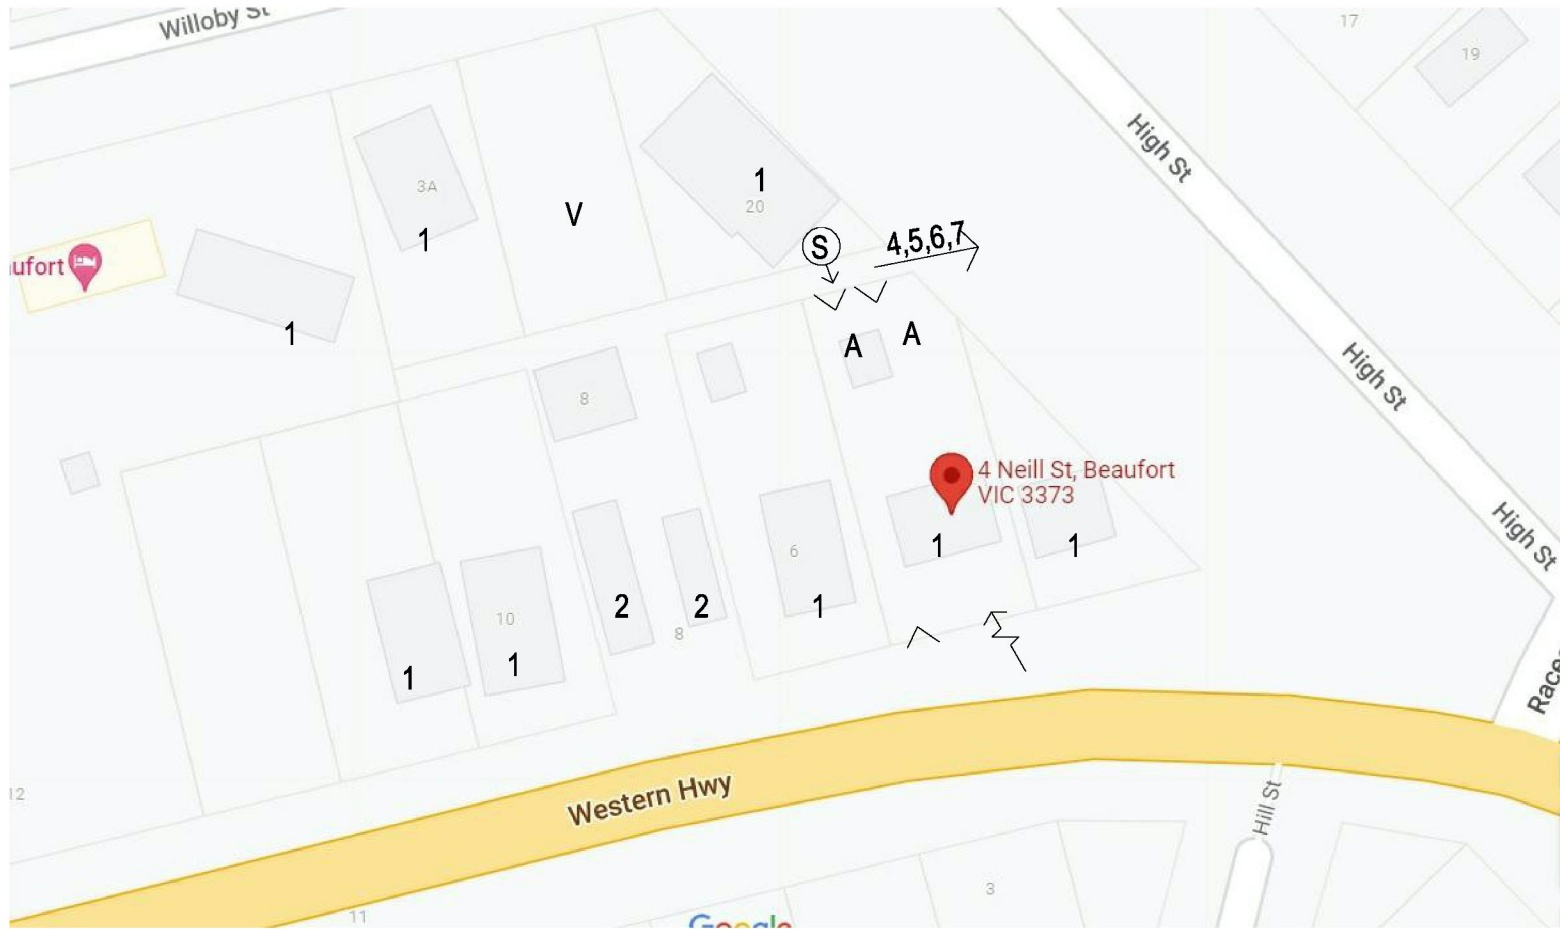 Willoby St
17
19
High St
3A
1
V
1
20
S
4,5,6,7
ufort
1
A
A
High St
8
4 Neill St, Beaufort
VIC 3373
High St
6
1
1
10
2
2
1
8
1
1
Race
Western Hwy
Hill St
12
11
3
Google